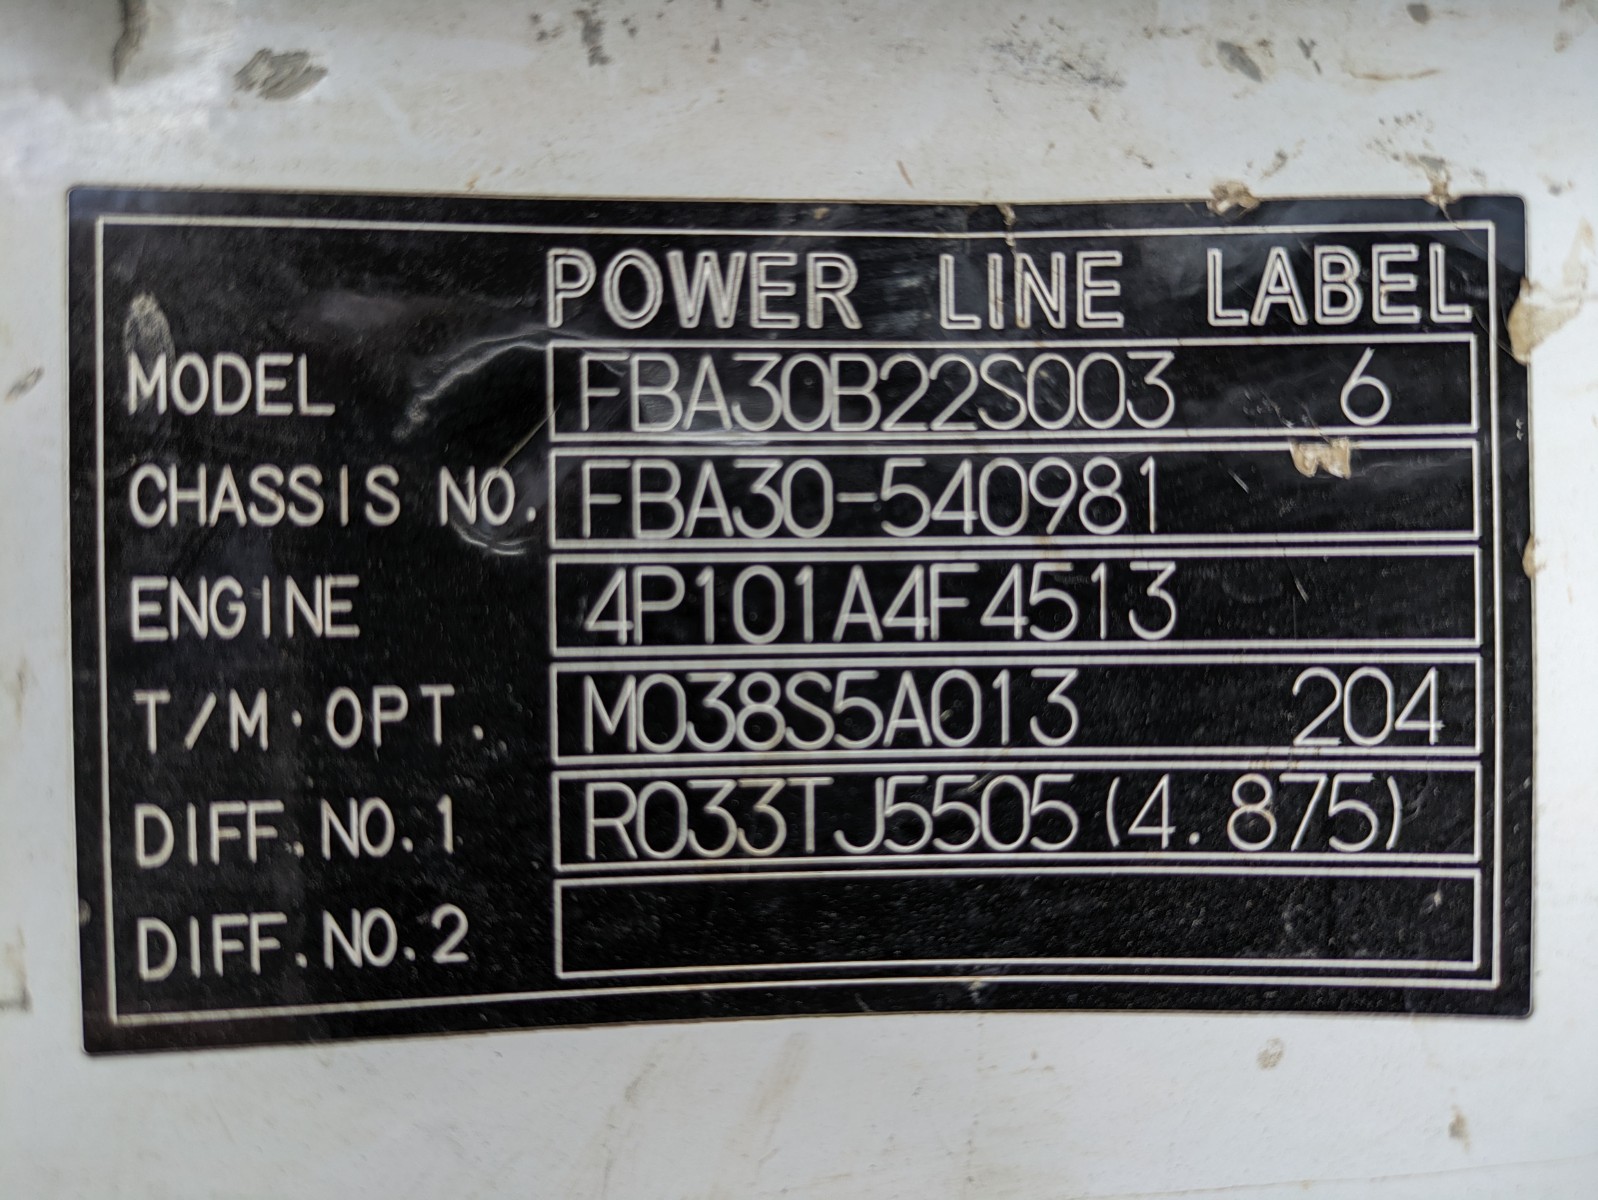 POWER LINE LABEL
MODEL FBA30B22S003 6
CHASSIS NO. FBA30-540981
ENGINE 4P101A4F4513
T/M·OPT. M038S5A013 204
DIFF.NO.1 R033TJ5505(4.875)
DIFF.NO.2